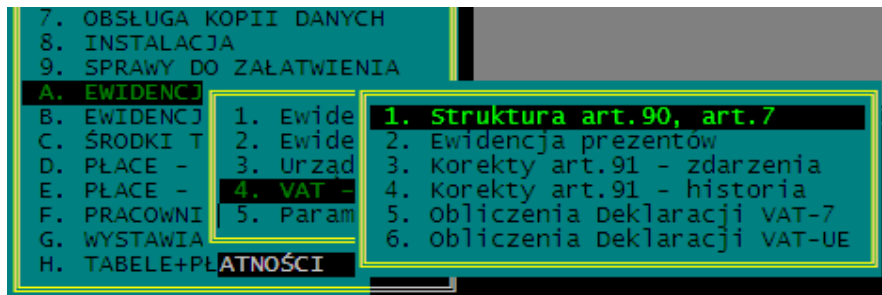 7. OBSŁUGA KOPII DANYCH
8. INSTALACJA
9. SPRAWY DO ZAŁATWIENIA
A. EWIDENCJ
B. EWIDENCJ
C. ŚRODKI T
D. PŁACE -
E. PŁACE -
F. PRACOWNI
G. WYSTAWIA
H. TABELE+PŁATNOŚCI
1. Ewide
2. Ewide
3. Urząd
4. VAT -
5. Param
1. Struktura art.90, art.7
2. Ewidencja prezentów
3. Korekty art.91 - zdarzenia
4. Korekty art.91 - historia
5. Obliczenia Deklaracji VAT-7
6. Obliczenia Deklaracji VAT-UE